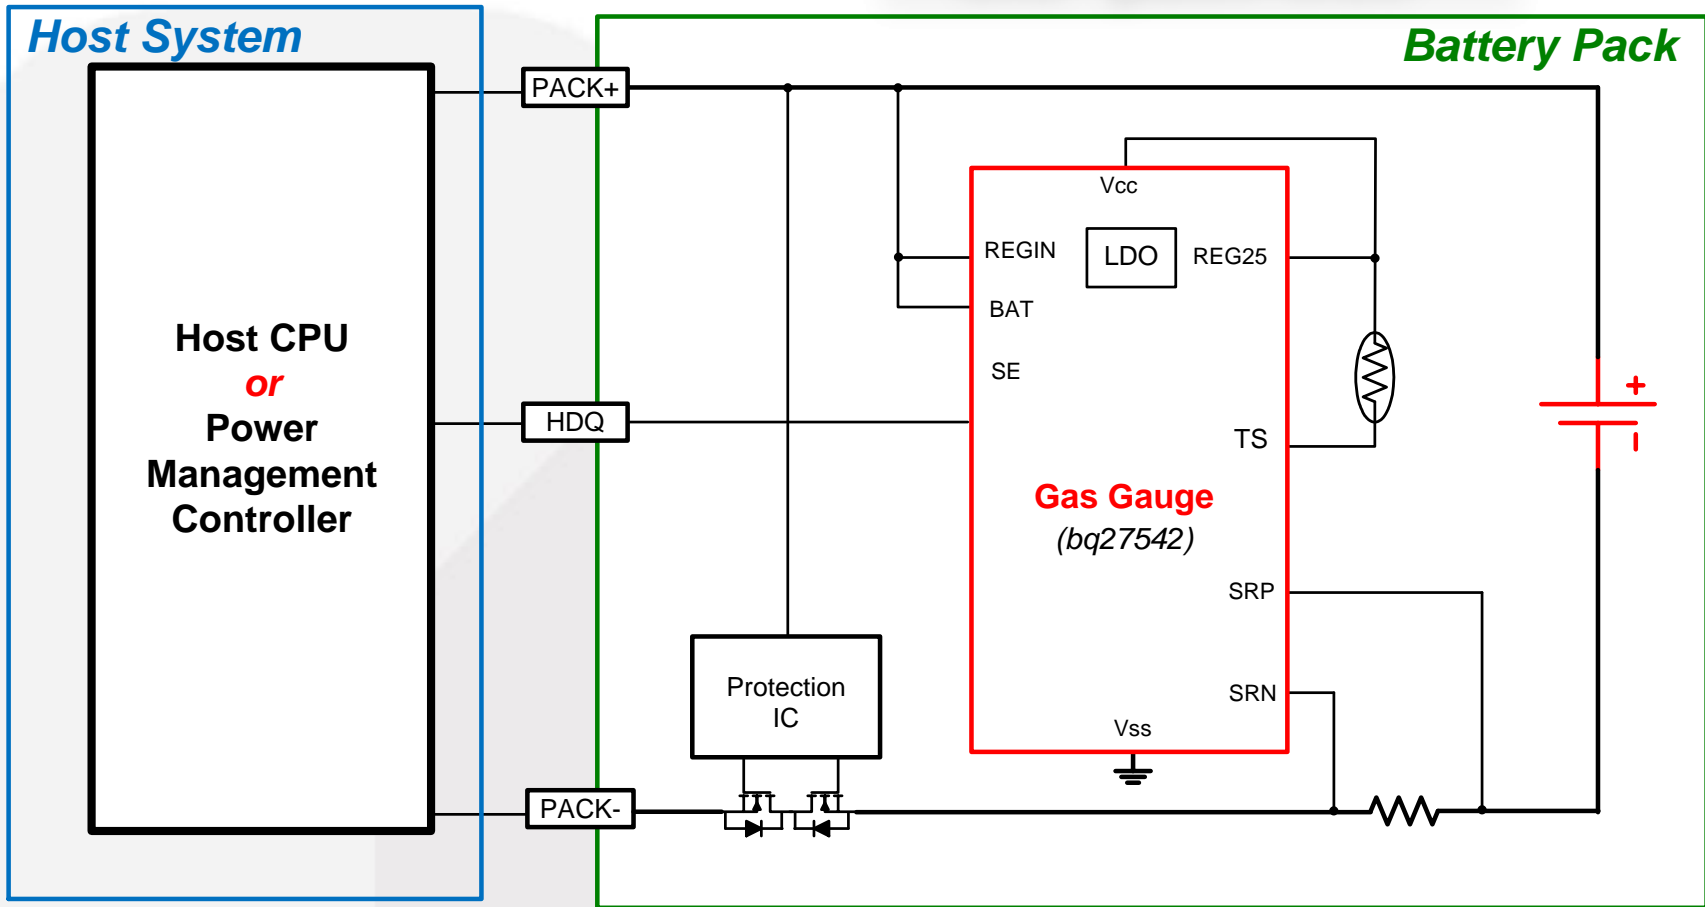 Host System
Battery Pack
PACK+
Vcc
REGIN
LDO
REG25
BAT
Host CPU
or
Power
Management
Controller
SE
HDQ
TS
Gas Gauge
(bq27542)
SRP
Protection
IC
SRN
Vss
PACK-
+
-